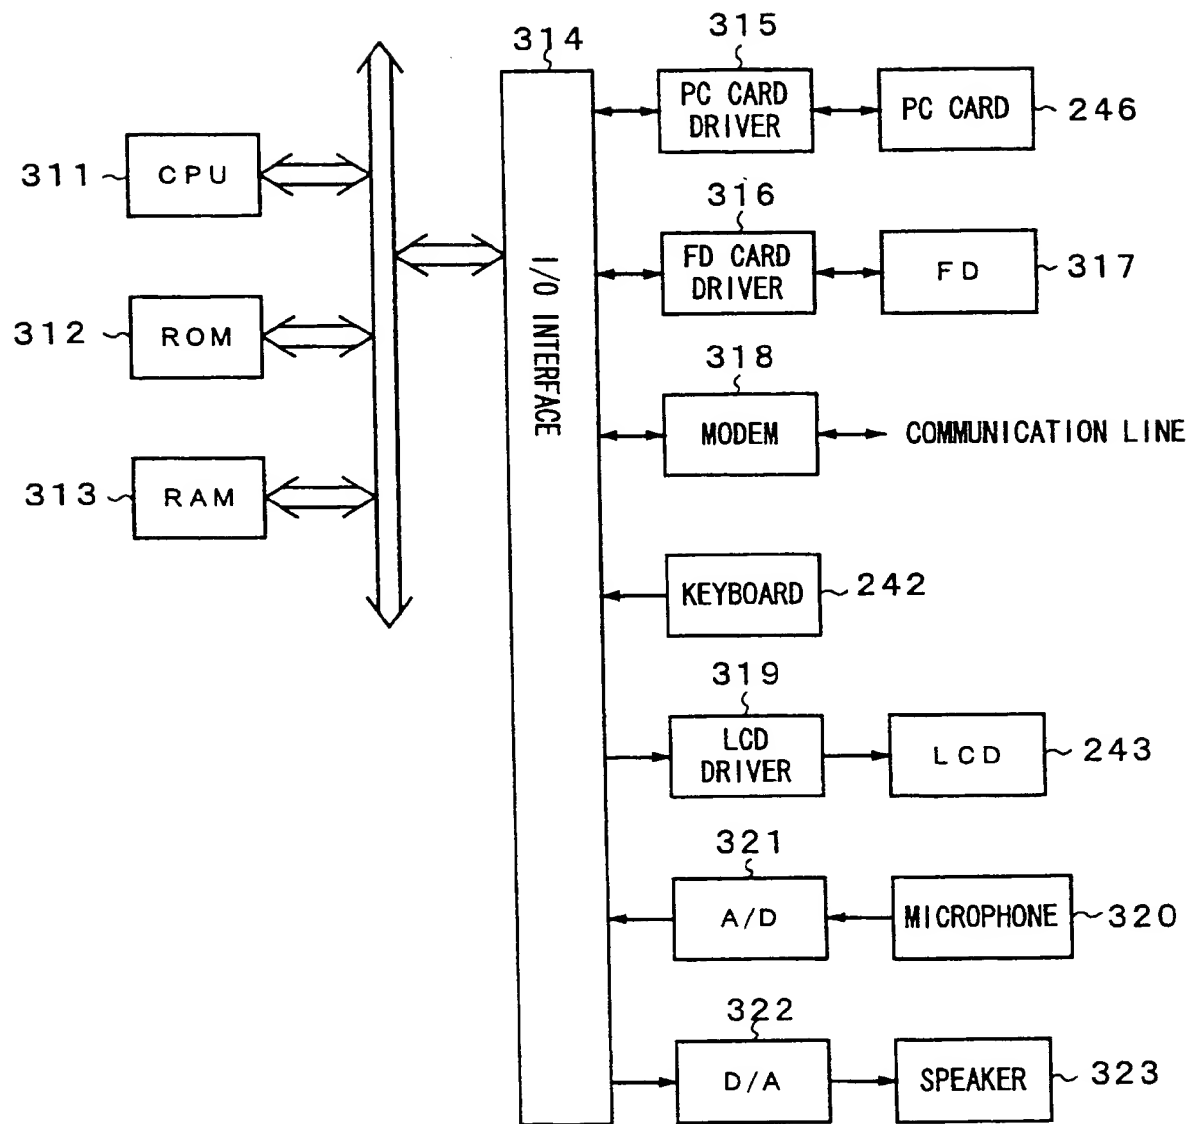 314
315
PC CARD
DRIVER
PC CARD
246
311
CPU
316
FD CARD
DRIVER
FD
317
I/O INTERFACE
312
ROM
318
MODEM
COMMUNICATION LINE
313
RAM
KEYBOARD
242
319
LCD
DRIVER
LCD
243
321
A/D
MICROPHONE
320
322
D/A
SPEAKER
323